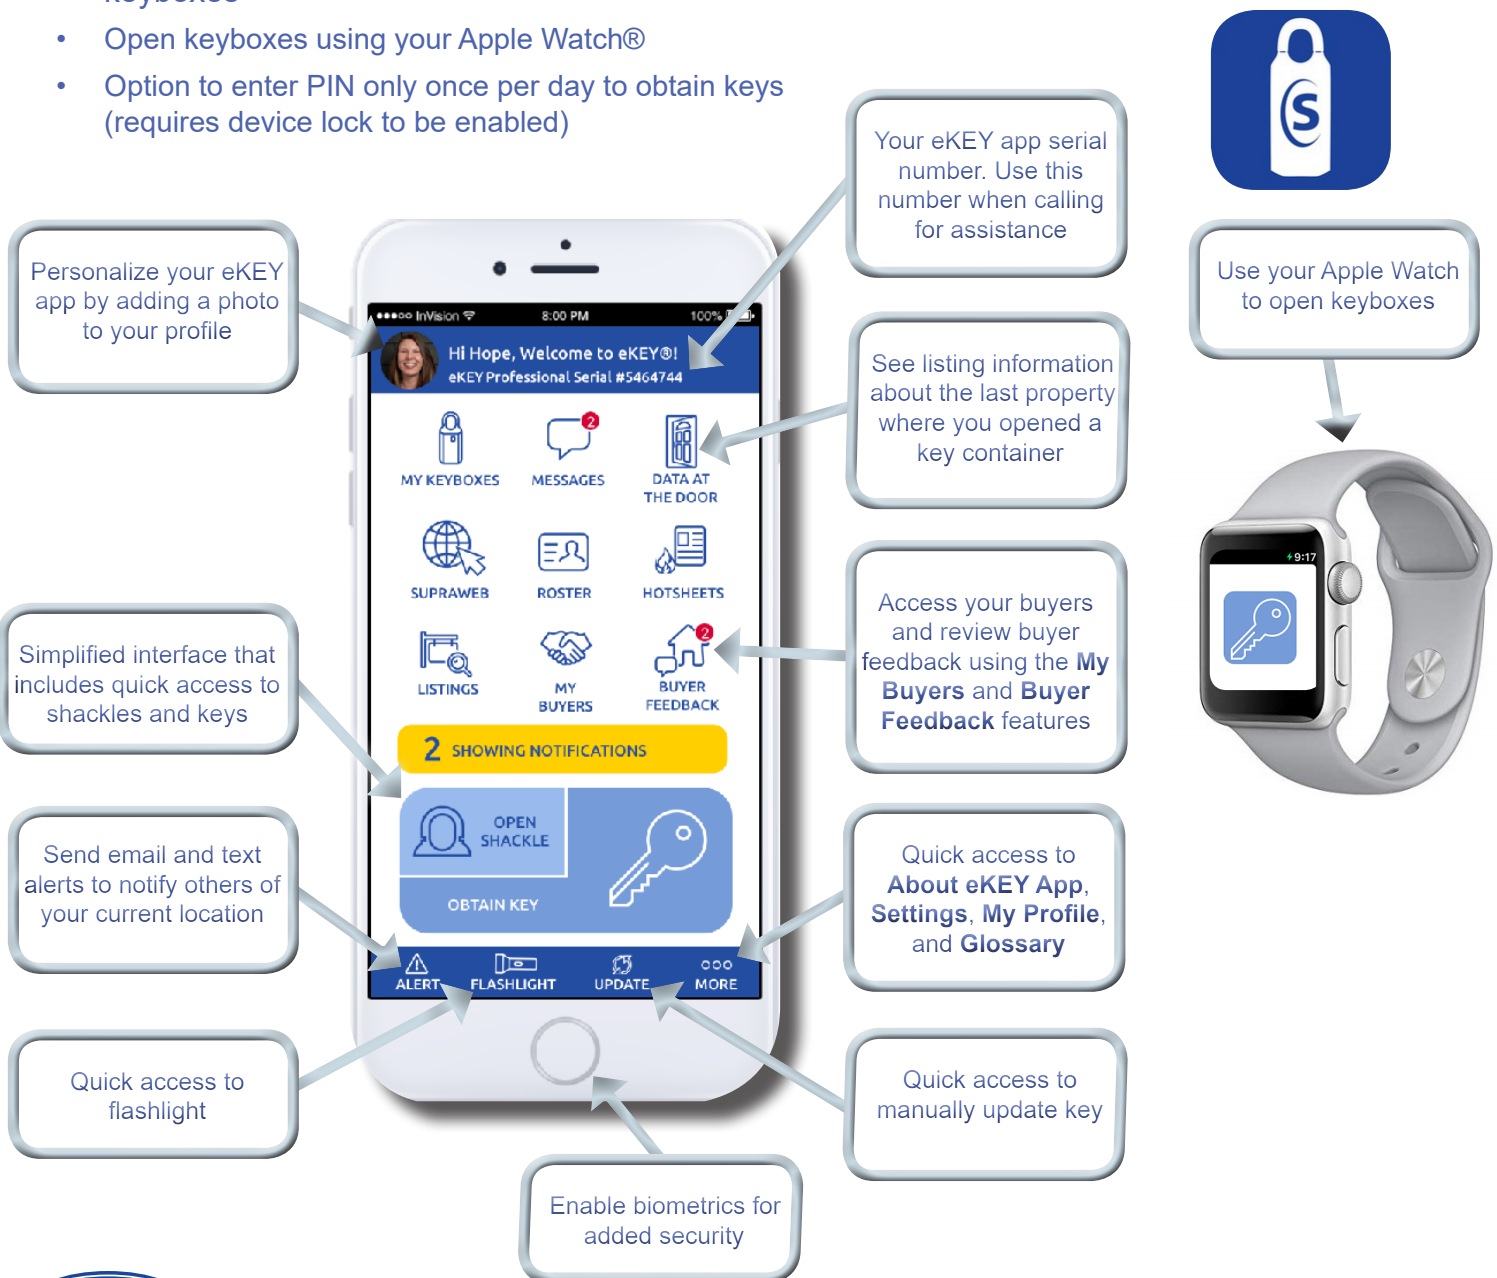 keyboxes
• Open keyboxes using your Apple Watch®
• Option to enter PIN only once per day to obtain keys
(requires device lock to be enabled)
Your eKEY app serial
number. Use this
number when calling
for assistance
S
Personalize your eKEY
app by adding a photo
to your profile
Use your Apple Watch
to open keyboxes
InVision 8:00 PM 100%
Hi Hope, Welcome to eKEY®!
eKEY Professional Serial #5464744
See listing information
about the last property
where you opened a
key container
2
MY KEYBOXES
MESSAGES
DATA AT
THE DOOR
9:17
SUPRAWEB
ROSTER
HOTSHEETS
Access your buyers
and review buyer
feedback using the My
Buyers and Buyer
Feedback features
Simplified interface that
includes quick access to
shackles and keys
2
LISTINGS
MY
BUYERS
BUYER
FEEDBACK
2 SHOWING NOTIFICATIONS
OPEN
SHACKLE
OBTAIN KEY
Send email and text
alerts to notify others of
your current location
Quick access to
About eKEY App,
Settings, My Profile,
and Glossary
ALERT
FLASHLIGHT
UPDATE
MORE
Quick access to
flashlight
Quick access to
manually update key
Enable biometrics for
added security